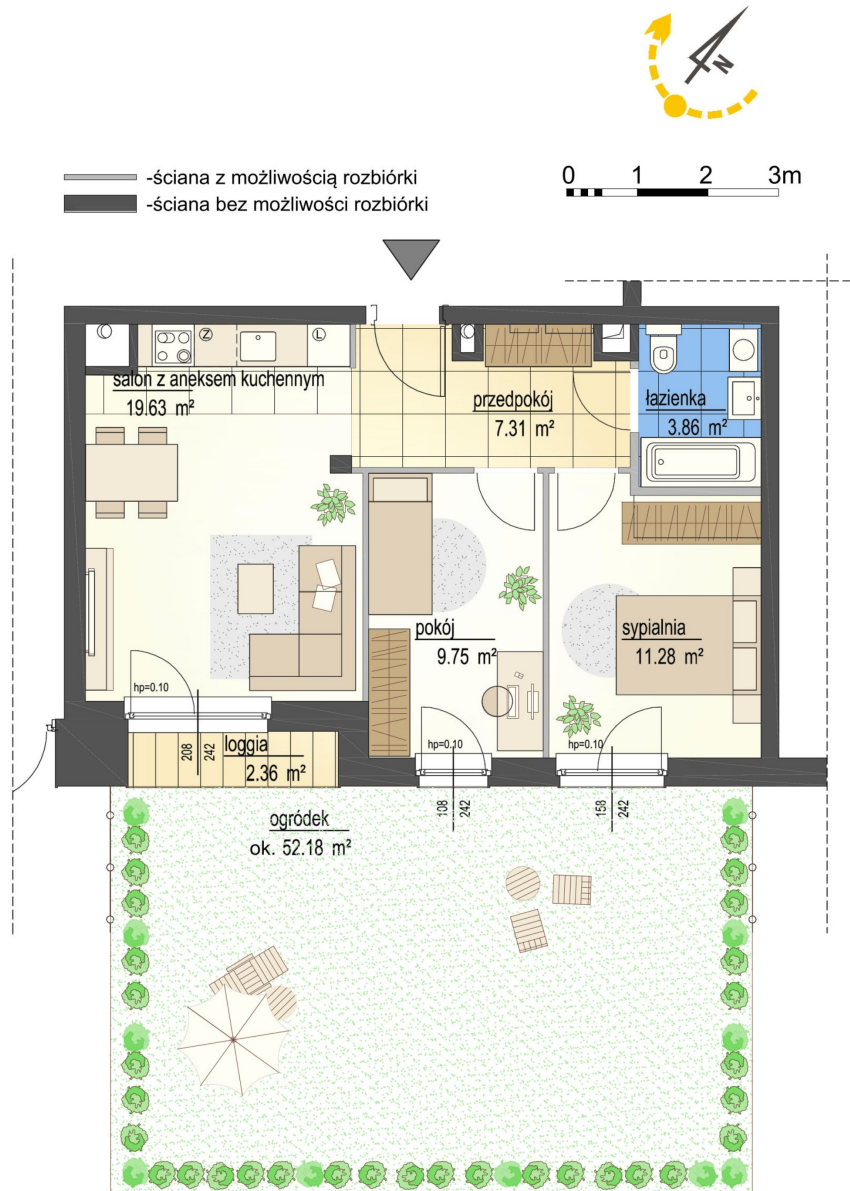 N
-ściana z możliwością rozbiórki
-ściana bez możliwości rozbiórki
0 1 2 3m
Z
L
salon z aneksem kuchennym
19.63 m²
przedpokój
7.31 m²
łazienka
3.86 m²
pokój
9.75 m²
sypialnia
11.28 m²
hp=0.10
hp=0.10
hp=0.10
loggia
2.36 m²
208
242
108
242
158
242
ogródek
ok. 52.18 m²